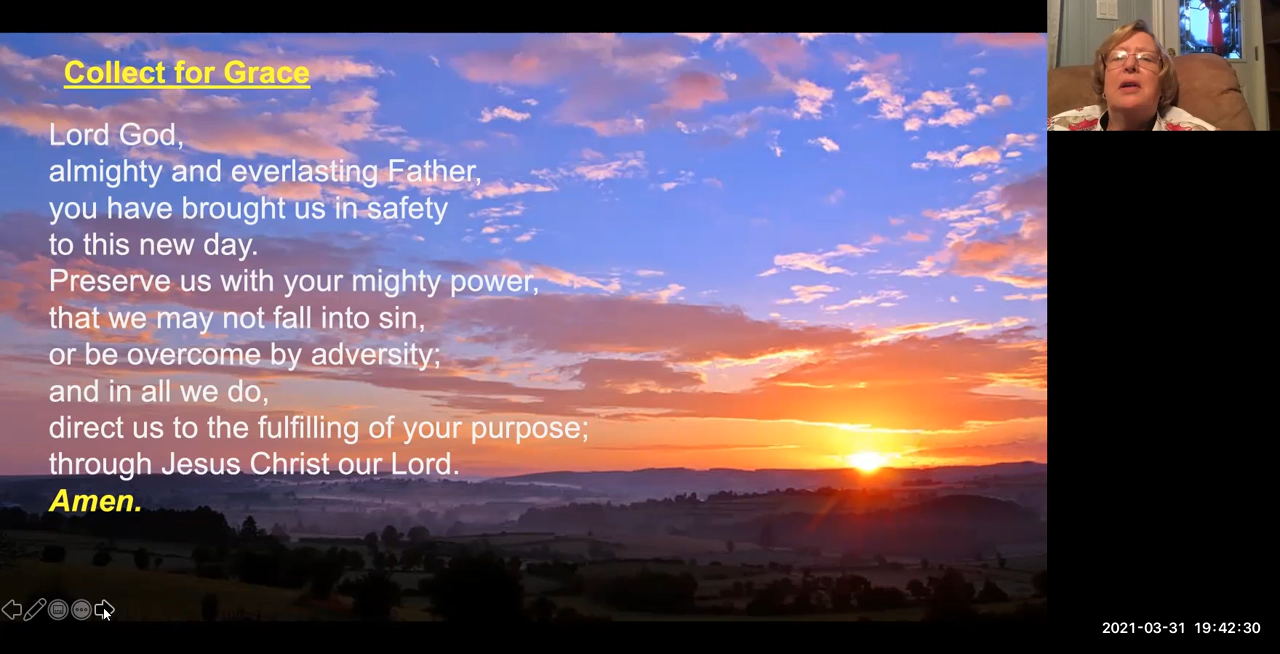 Collect for Grace
Lord God,
almighty and everlasting Father,
you have brought us in safety
to this new day.
Preserve us with your mighty power,
that we may not fall into sin,
or be overcome by adversity;
and in all we do,
direct us to the fulfilling of your purpose;
through Jesus Christ our Lord.
Amen.
2021-03-31 19:42:30